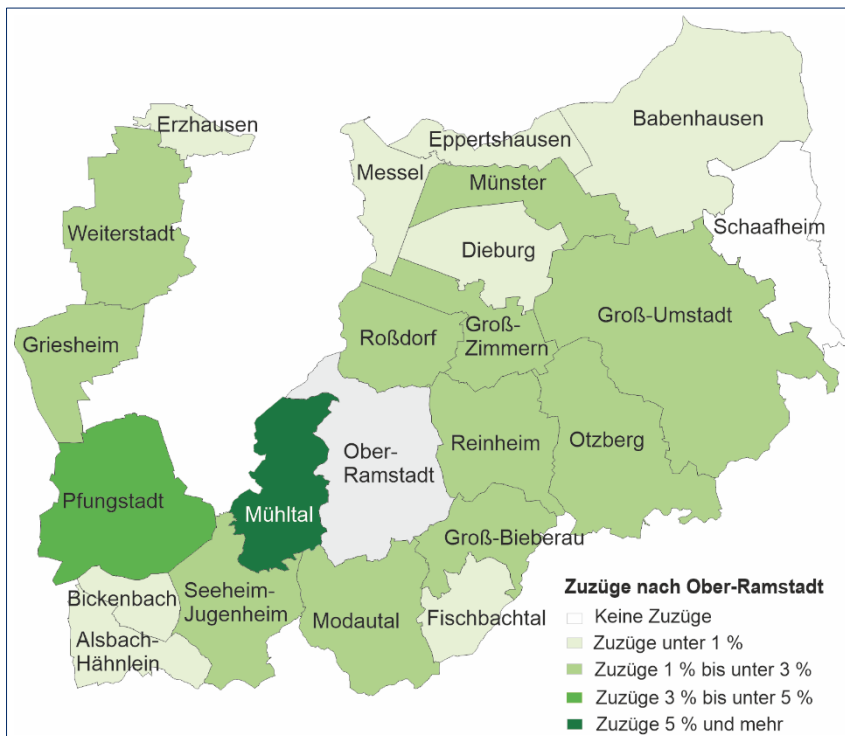 Erzhausen
Babenhausen
Eppertshausen
Messel
Münster
Schaafheim
Weiterstadt
Dieburg
Groß-Umstadt
Griesheim
Roßdorf
Groß-
Zimmern
Ober-
Ramstadt
Reinheim
Otzberg
Pfungstadt
Mühltal
Groß-Bieberau
Bickenbach
Seeheim-
Jugenheim
Modautal
Fischbachtal
Alsbach-
Hähnlein
Zuzüge nach Ober-Ramstadt
Keine Zuzüge
Zuzüge unter 1 %
Zuzüge 1 % bis unter 3 %
Zuzüge 3 % bis unter 5 %
Zuzüge 5 % und mehr